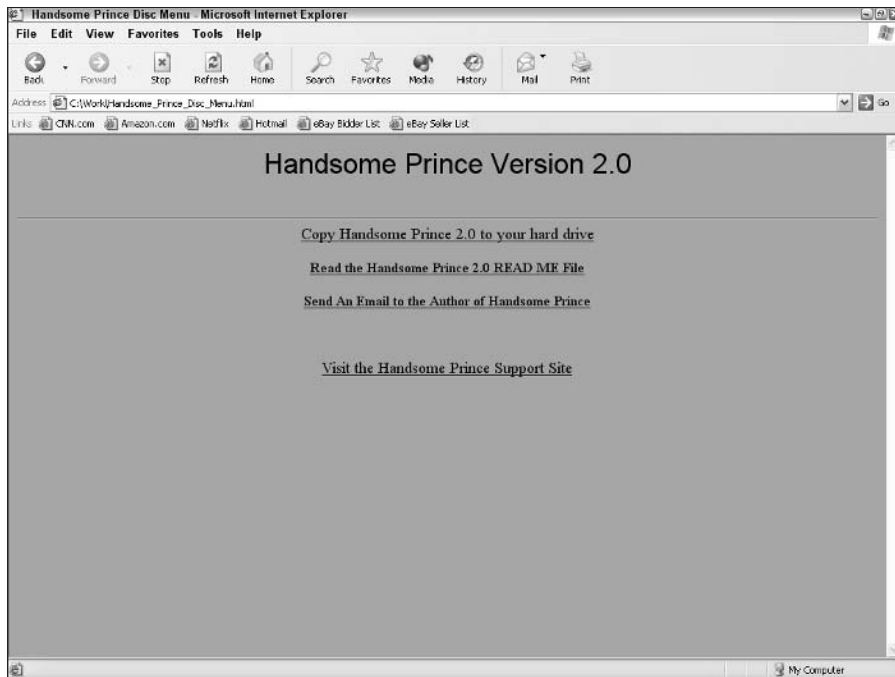 Handsome Prince Disc Menu - Microsoft Internet Explorer
File Edit View Favorites Tools Help
Back Forward Stop Refresh Home Search Favorites Media History Mail Print
Address C:\Work\Handsome_Prince_Disc_Menu.html Go
Links CNN.com Amazon.com Netflix Hotmail eBay Bidder List eBay Seller List
Handsome Prince Version 2.0
Copy Handsome Prince 2.0 to your hard drive
Read the Handsome Prince 2.0 READ ME File
Send An Email to the Author of Handsome Prince
Visit the Handsome Prince Support Site
My Computer